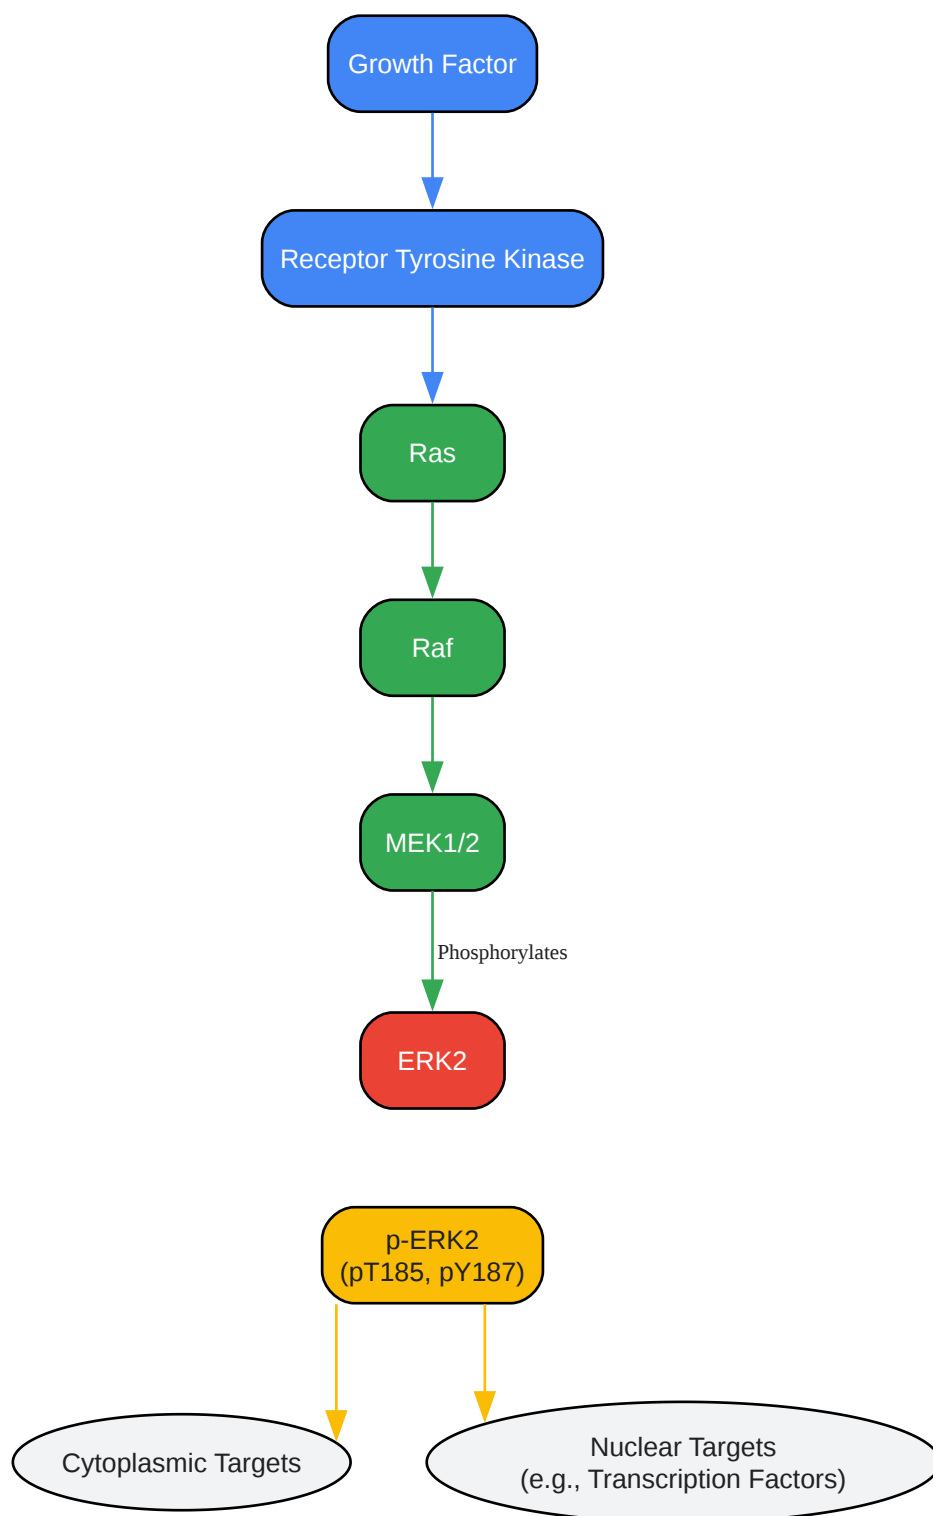 Growth Factor
Receptor Tyrosine Kinase
Ras
Raf
MEK1/2
Phosphorylates
ERK2
p-ERK2
(pT185, pY187)
Cytoplasmic Targets
Nuclear Targets
(e.g., Transcription Factors)